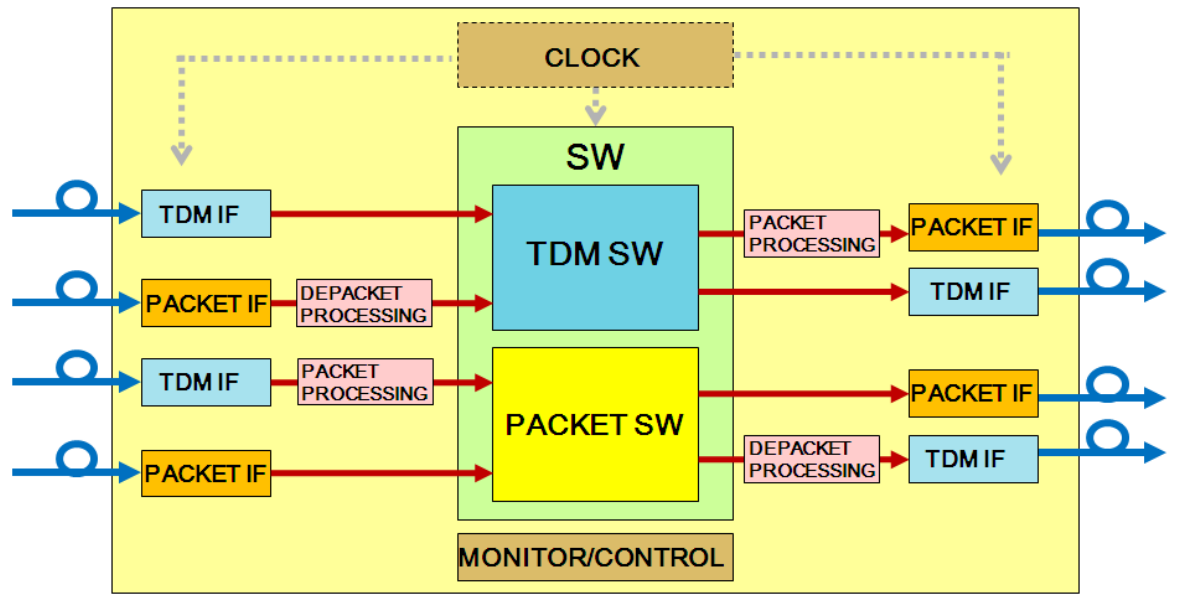 CLOCK
SW
TDM IF
TDM SW
PACKET
PROCESSING
PACKET IF
PACKET IF
DEPACKET
PROCESSING
TDM IF
TDM IF
PACKET
PROCESSING
PACKET SW
PACKET IF
PACKET IF
DEPACKET
PROCESSING
TDM IF
MONITOR/CONTROL